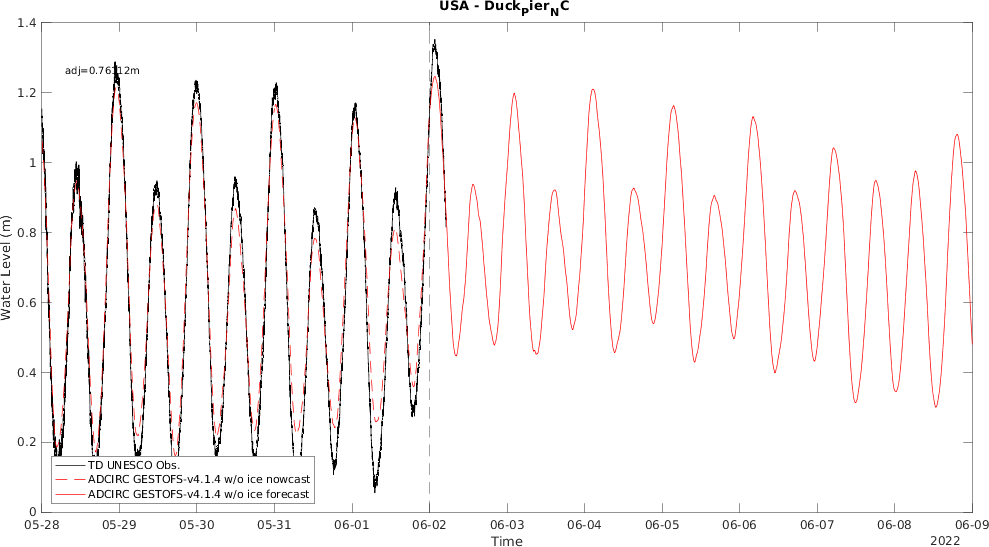 USA - Duck_Pier_NC
adj=0.76312m
Water Level (m)
1.4
1.2
1
0.8
0.6
0.4
0.2
0
TD UNESCO Obs.
ADCIRC GESTOFS-v4.1.4 w/o ice nowcast
ADCIRC GESTOFS-v4.1.4 w/o ice forecast
05-28 05-29 05-30 05-31 06-01 06-02 06-03 06-04 06-05 06-06 06-07 06-08 06-09
Time
2022